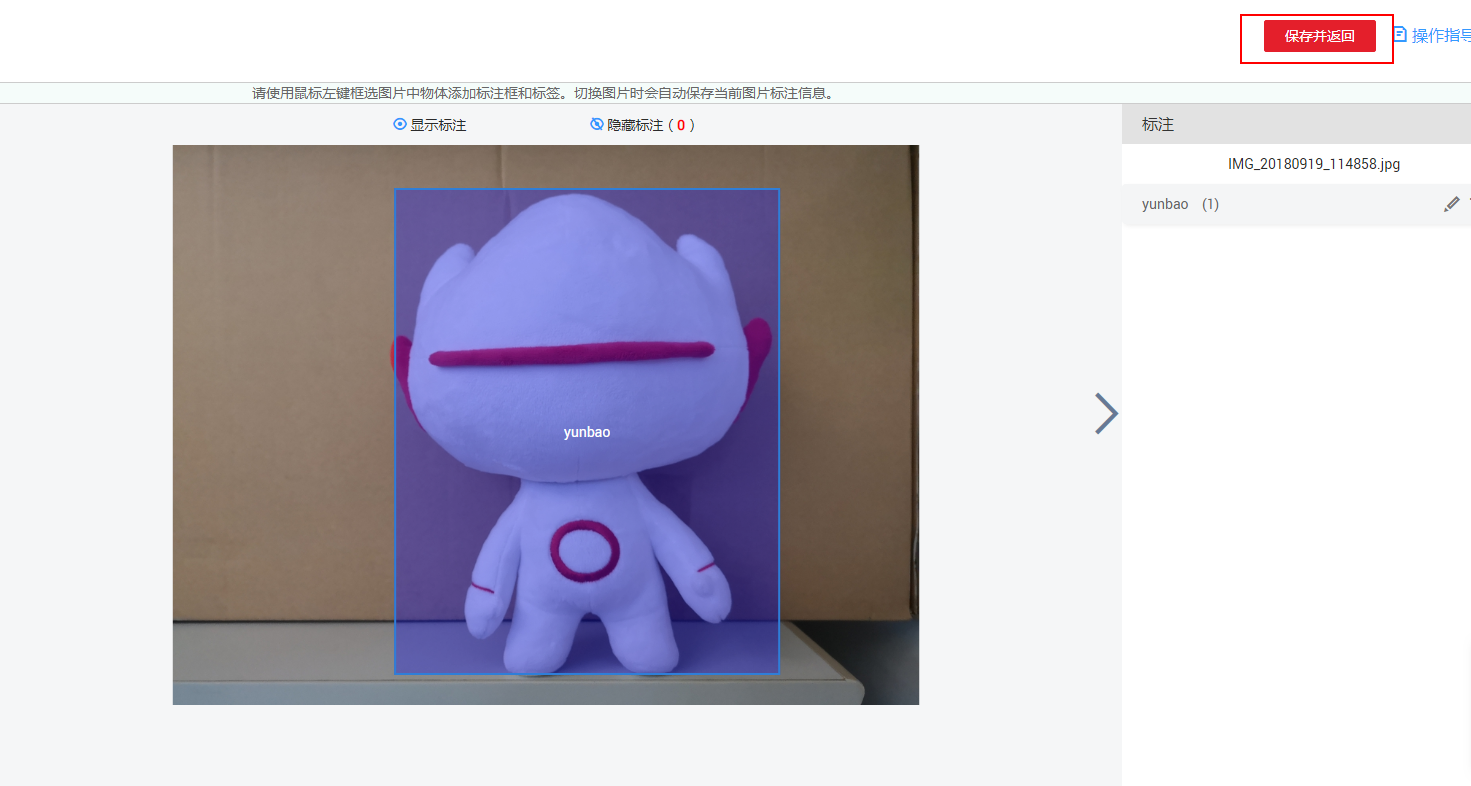 保存并返回
操作指导
请使用鼠标左键框选图片中物体添加标注框和标签。切换图片时会自动保存当前图片标注信息。
显示标注 隐藏标注 ( 0 )
标注
IMG_20180919_114858.jpg
yunbao (1)
yunbao